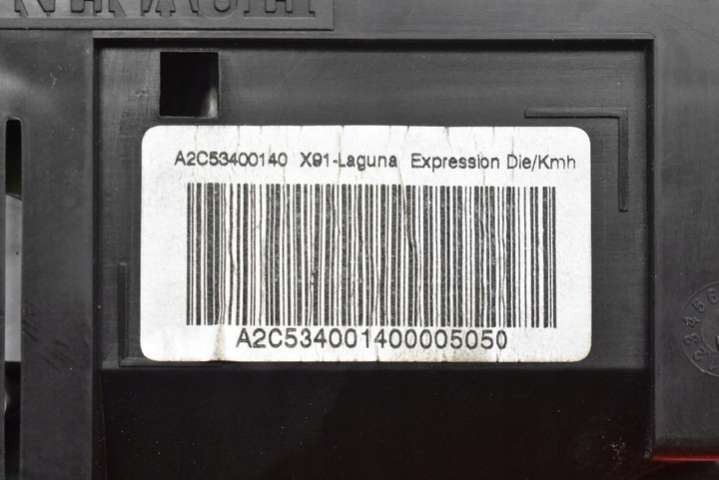 A2C53400140 X91-Laguna Expression Die/Kmh
A2C534001400005050